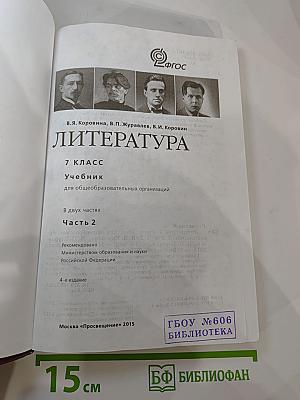 ФГОС
В.Я. Коровина, В.П. Журавлев, В.И. Коровин
ЛИТЕРАТУРА
7 КЛАСС
Учебник
для общеобразовательных организаций
В двух частях
Часть 2
Рекомендовано
Министерством образования и науки
Российской Федерации
4-е издание
Москва «Просвещение» 2015
ГБОУ №606
БИБЛИОТЕКА
15 см
БФ БИБЛИОФАН